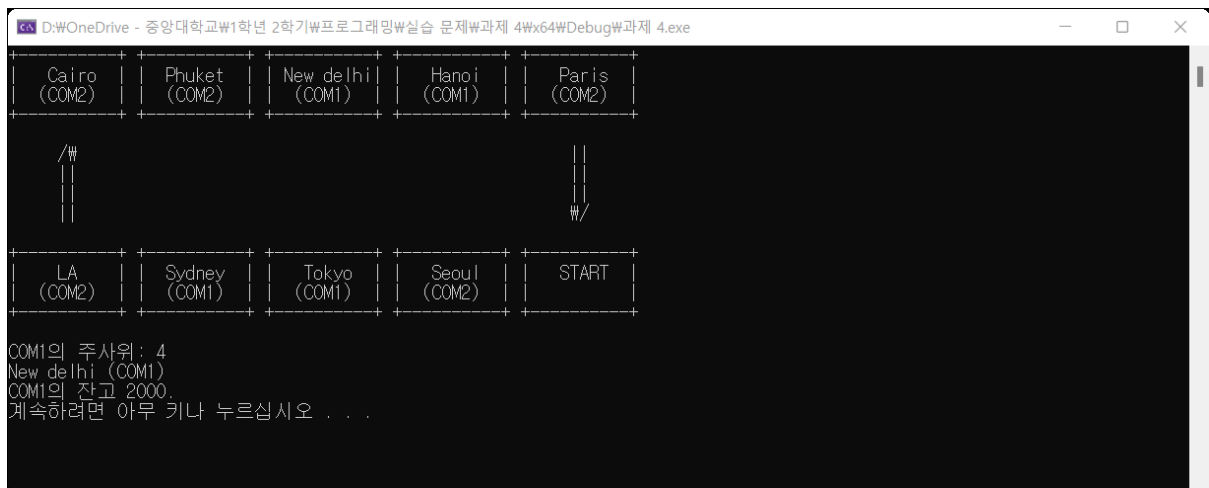 D:₩OneDrive - 중앙대학교₩1학년 2학기₩프로그래밍₩실습 문제₩과제 4₩x64₩Debug₩과제 4.exe
+----------+ +----------+ +----------+ +----------+ +----------+
| Cairo | | Phuket | | New delhi| | Hanoi | | Paris |
| (COM2) | | (COM2) | | (COM1) | | (COM1) | | (COM2) |
+----------+ +----------+ +----------+ +----------+ +----------+
/₩ ||
|| ||
|| ||
|| ₩/
+----------+ +----------+ +----------+ +----------+ +----------+
| LA | | Sydney | | Tokyo | | Seoul | | START |
| (COM2) | | (COM1) | | (COM1) | | (COM2) | | |
+----------+ +----------+ +----------+ +----------+ +----------+
COM1의 주사위: 4
New delhi (COM1)
COM1의 잔고 2000.
계속하려면 아무 키나 누르십시오 . . .